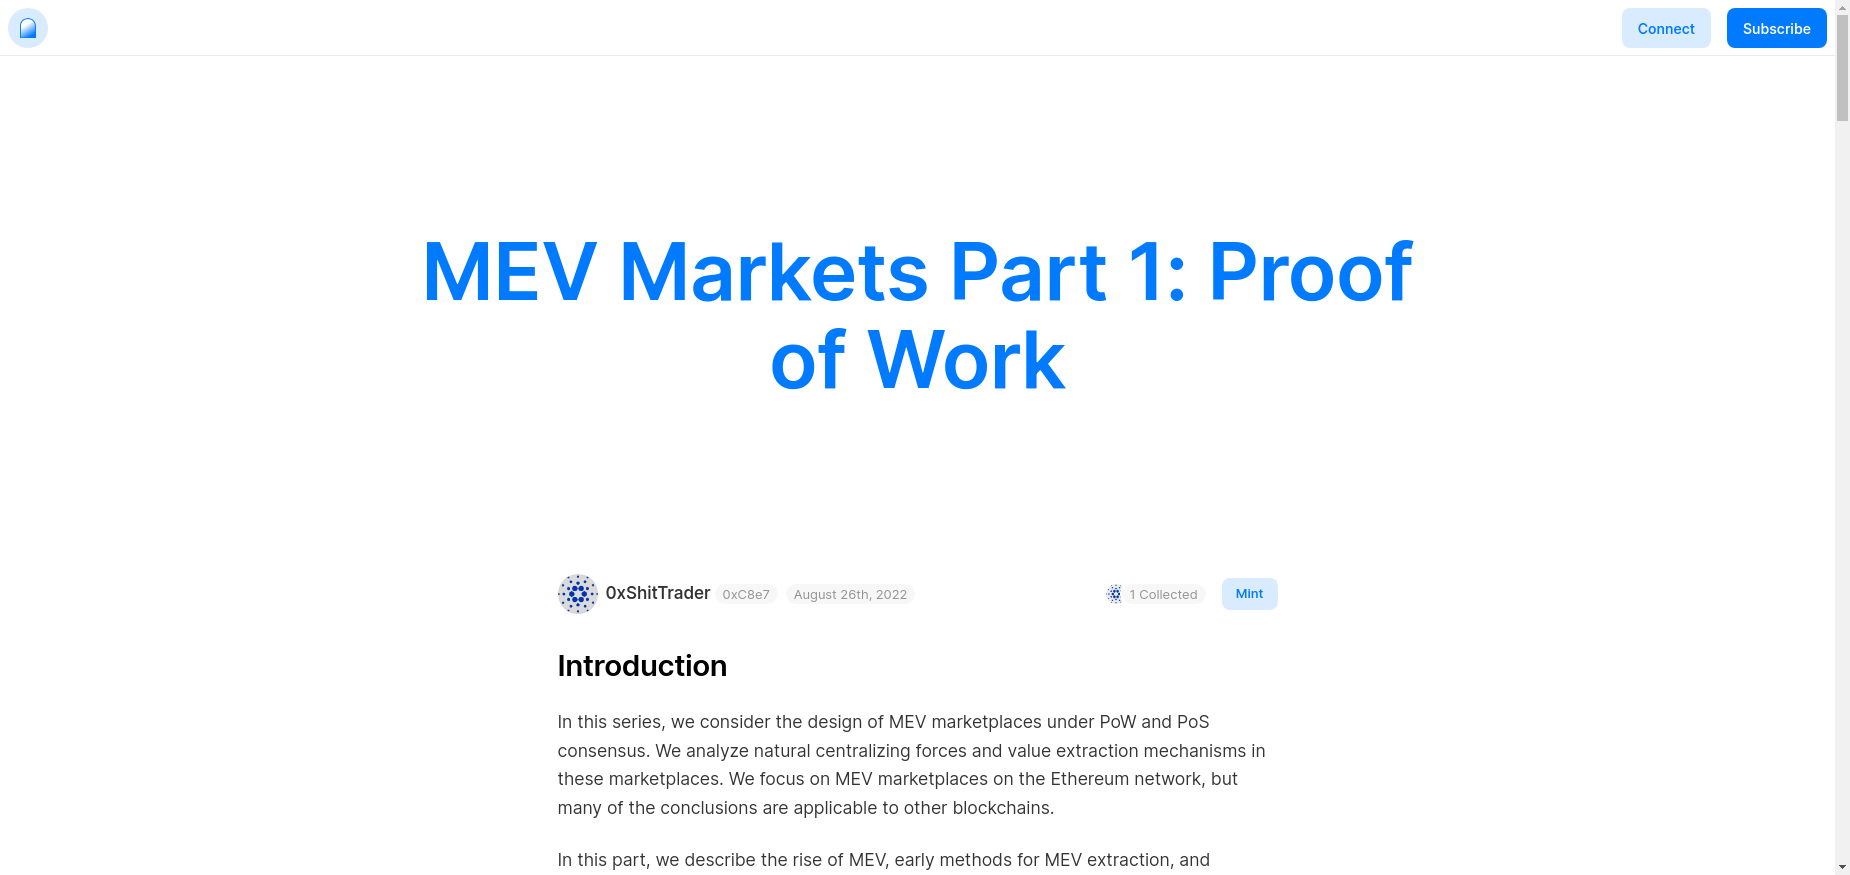 Connect
Subscribe
MEV Markets Part 1: Proof
of Work
0xShitTrader 0xC8e7 August 26th, 2022 1 Collected Mint
Introduction
In this series, we consider the design of MEV marketplaces under PoW and PoS
consensus. We analyze natural centralizing forces and value extraction mechanisms in
these marketplaces. We focus on MEV marketplaces on the Ethereum network, but
many of the conclusions are applicable to other blockchains.
In this part, we describe the rise of MEV, early methods for MEV extraction, and